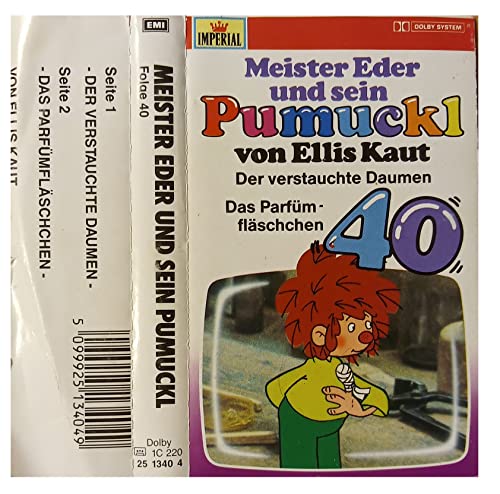 VON ELLIS KAUT
- DAS PARFÜMFLÄSCHCHEN -
Seite 2
- DER VERSTAUCHTE DAUMEN -
Seite 1
5 099925 134049
EMI
MEISTER EDER UND SEIN PUMUCKL
Folge 40
Dolby
1C 220
25 1340 4
IMPERIAL
DOLBY SYSTEM
Meister Eder
und sein
Pumuckl
von Ellis Kaut
Der verstauchte Daumen
Das Parfüm-
fläschchen
40